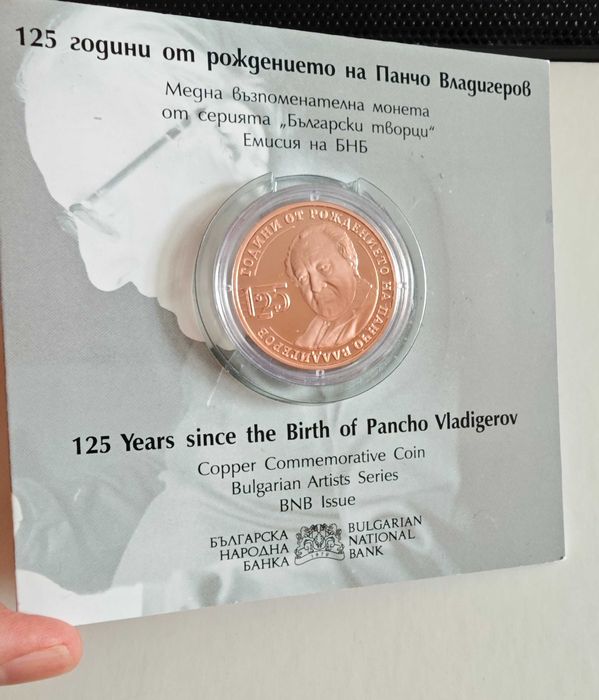 125 години от рождението на Панчо Владигеров
Медна възпоменателна монета
от серията „Български творци“
Емисия на БНБ
ГОДИНИ ОТ РОЖДЕНИЕТО НА ПАНЧО ВЛАДИГЕРОВ
125
125 Years since the Birth of Pancho Vladigerov
Copper Commemorative Coin
Bulgarian Artists Series
BNB Issue
БЪЛГАРСКА
НАРОДНА
БАНКА
1879
BULGARIAN
NATIONAL
BANK